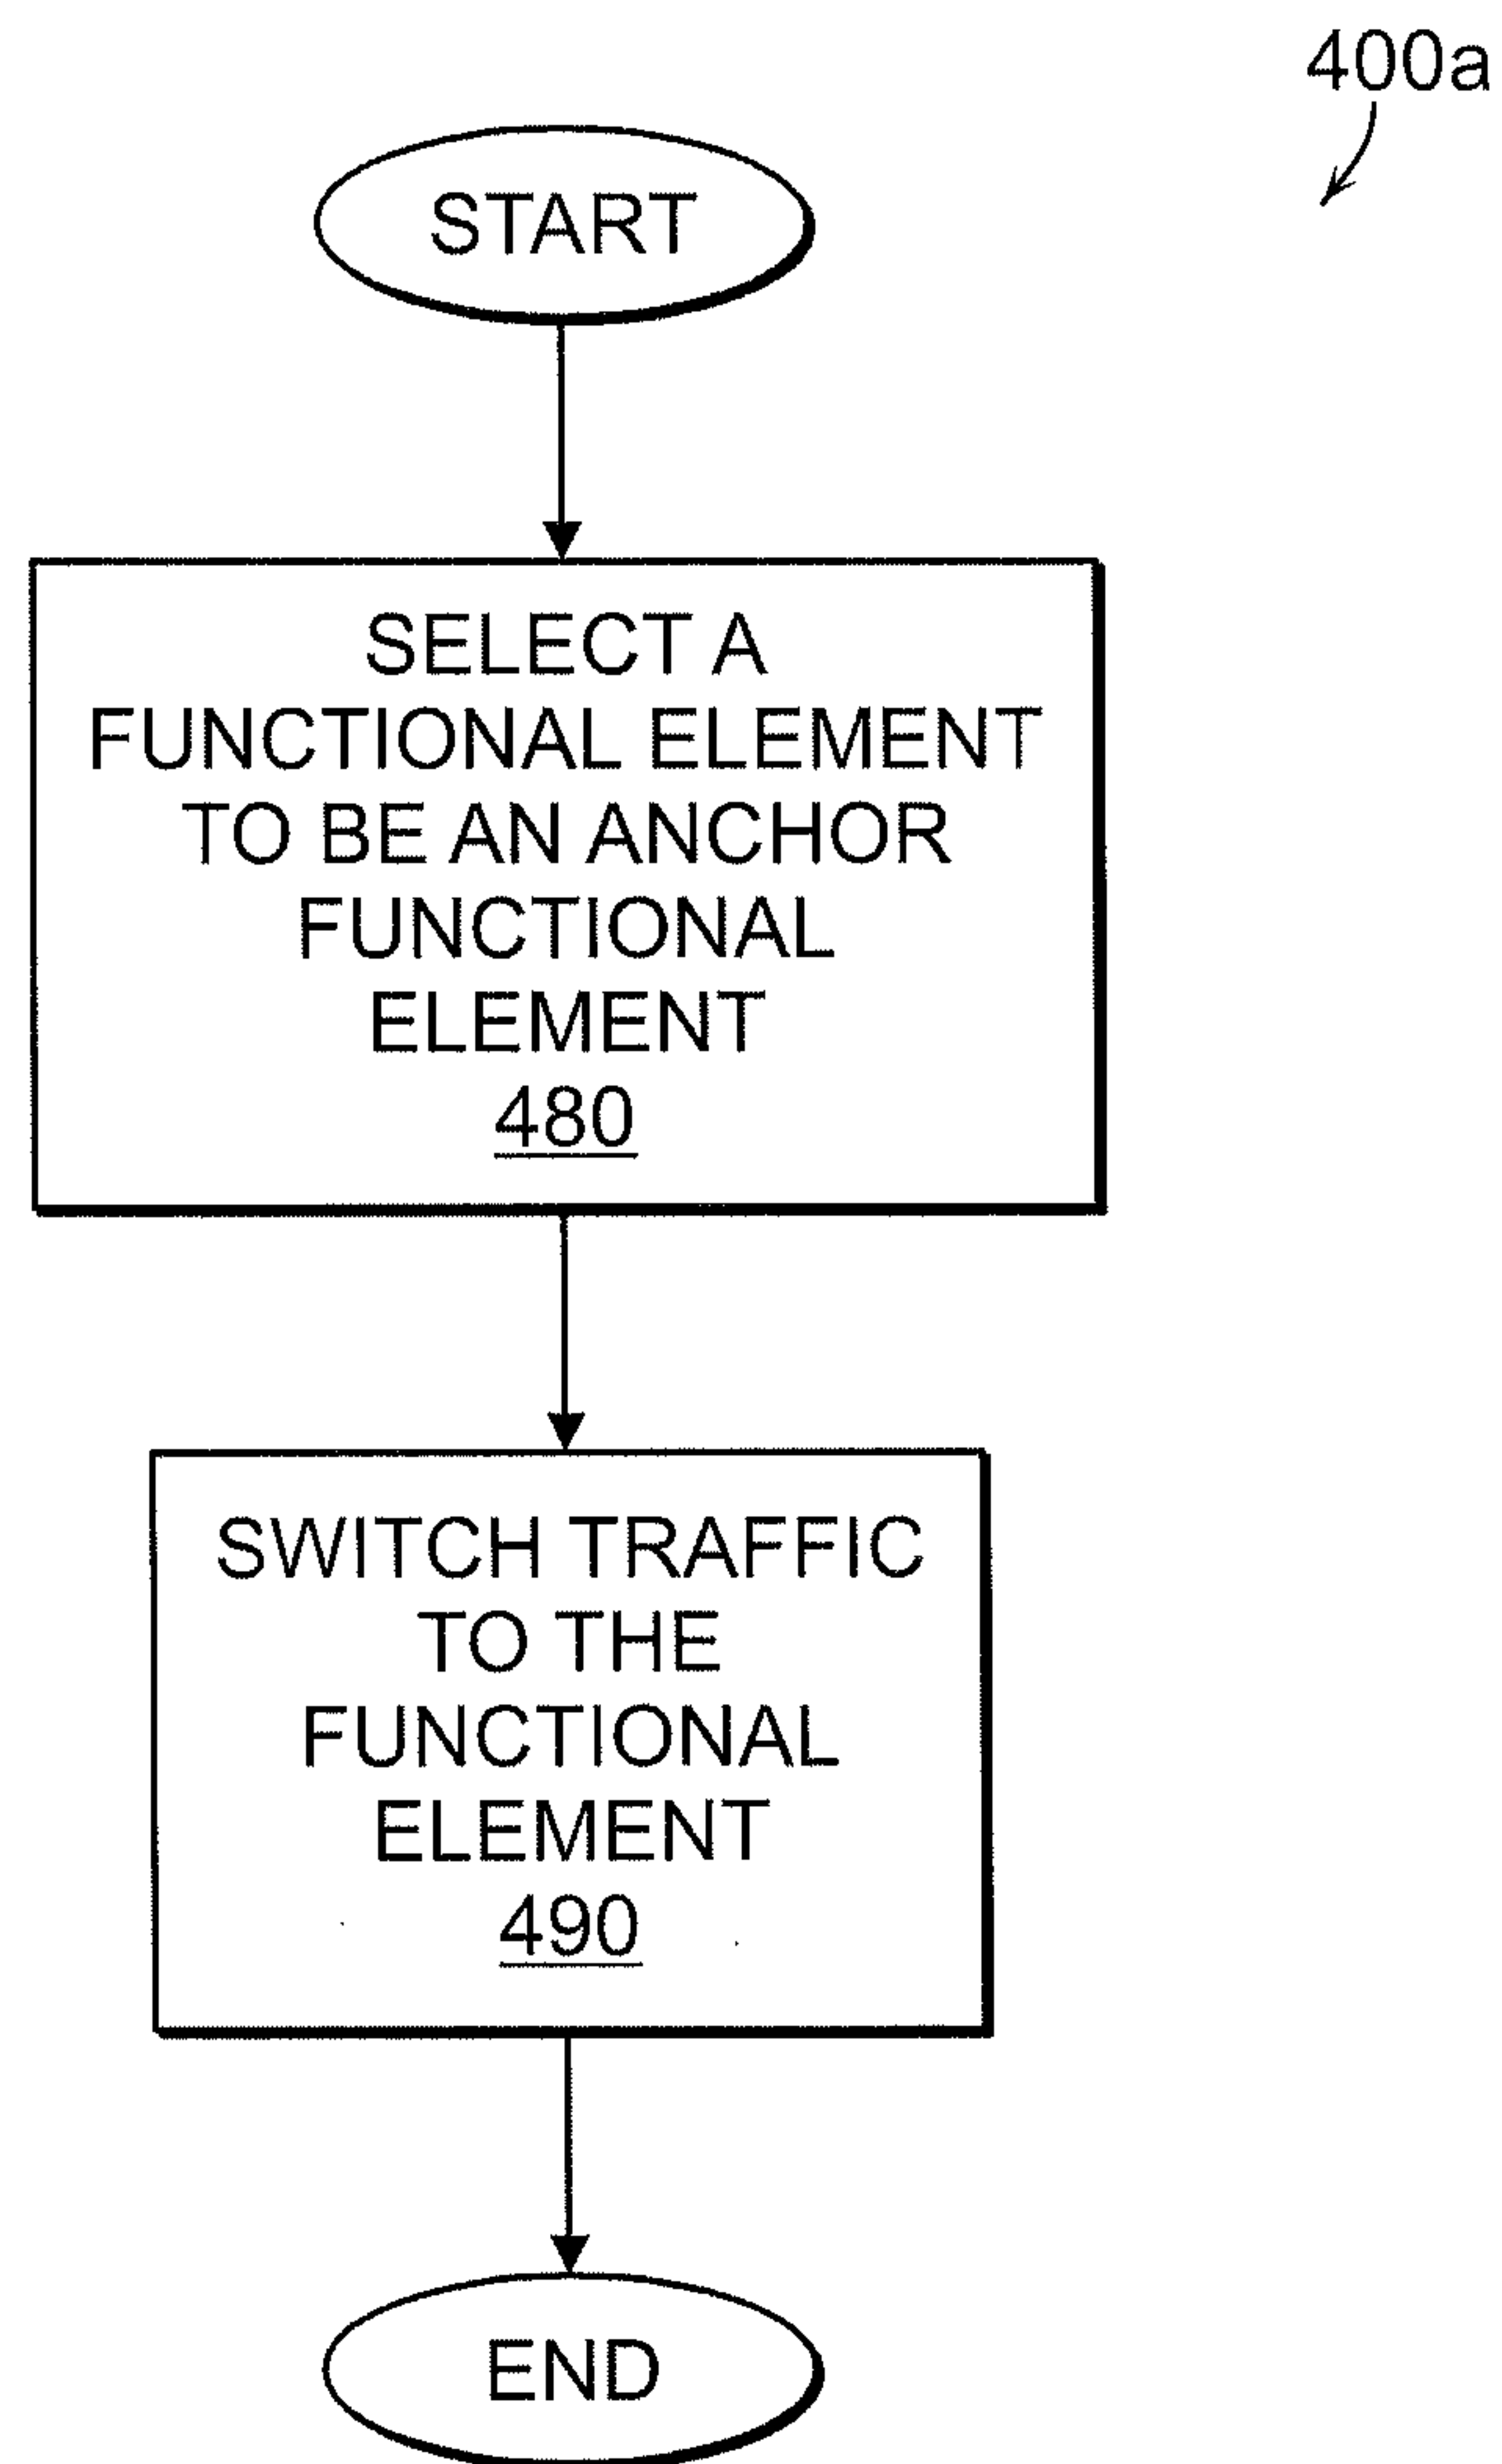 400a
START
SELECT A
FUNCTIONAL ELEMENT
TO BE AN ANCHOR
FUNCTIONAL
ELEMENT
480
SWITCH TRAFFIC
TO THE
FUNCTIONAL
ELEMENT
490
END